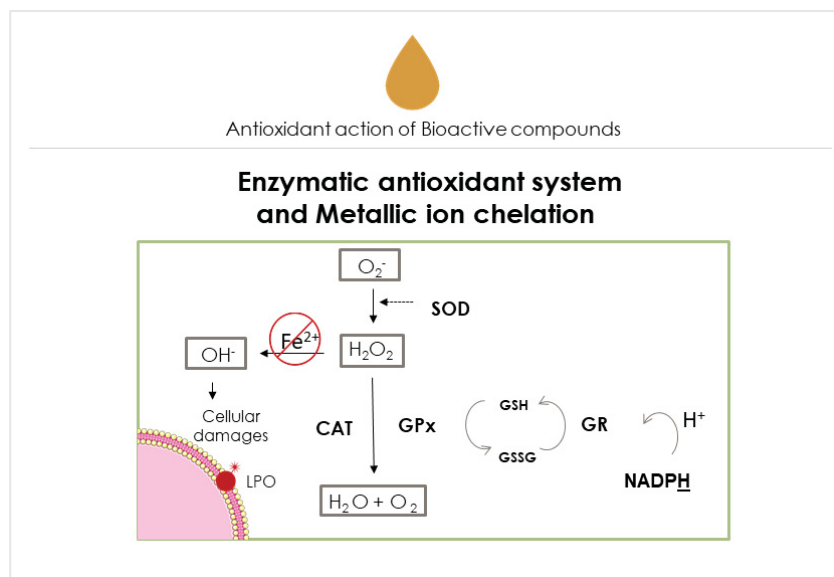 Antioxidant action of Bioactive compounds
Enzymatic antioxidant system
and Metallic ion chelation
O₂⁻
SOD
OH⁻
Fe²⁺
H₂O₂
Cellular
damages
CAT
GPx
GSH
GSSG
GR
H⁺
NADPH
LPO
H₂O + O₂